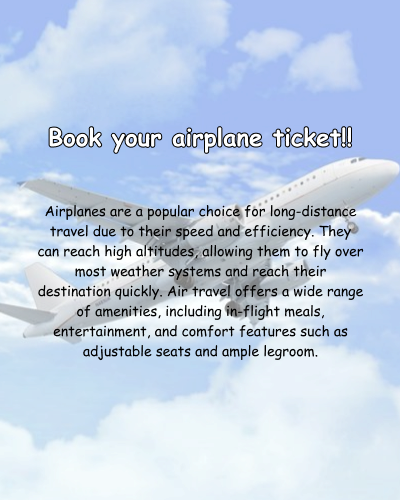 Book your airplane ticket!!
Airplanes are a popular choice for long-distance
travel due to their speed and efficiency. They
can reach high altitudes, allowing them to fly over
most weather systems and reach their
destination quickly. Air travel offers a wide range
of amenities, including in-flight meals,
entertainment, and comfort features such as
adjustable seats and ample legroom.